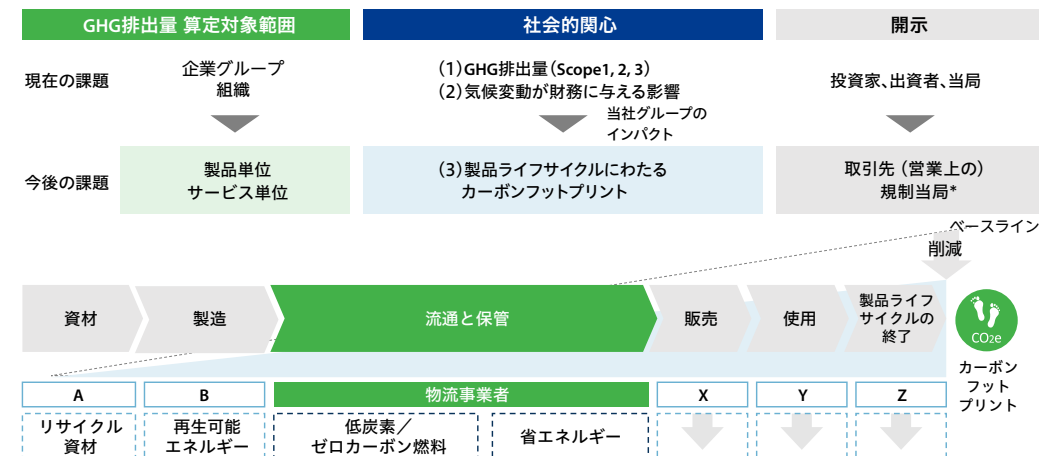 GHG排出量 算定対象範囲
社会的関心
開示
現在の課題
企業グループ
組織
(1)GHG排出量(Scope1, 2, 3)
(2)気候変動が財務に与える影響
当社グループの
インパクト
投資家、出資者、当局
今後の課題
製品単位
サービス単位
(3)製品ライフサイクルにわたる
カーボンフットプリント
取引先（営業上の）
規制当局*
ベースライン
削減
資材
製造
流通と保管
販売
使用
製品ライフ
サイクルの
終了
CO2e
カーボン
フット
プリント
A
B
物流事業者
X
Y
Z
リサイクル
資材
再生可能
エネルギー
低炭素／
ゼロカーボン燃料
省エネルギー